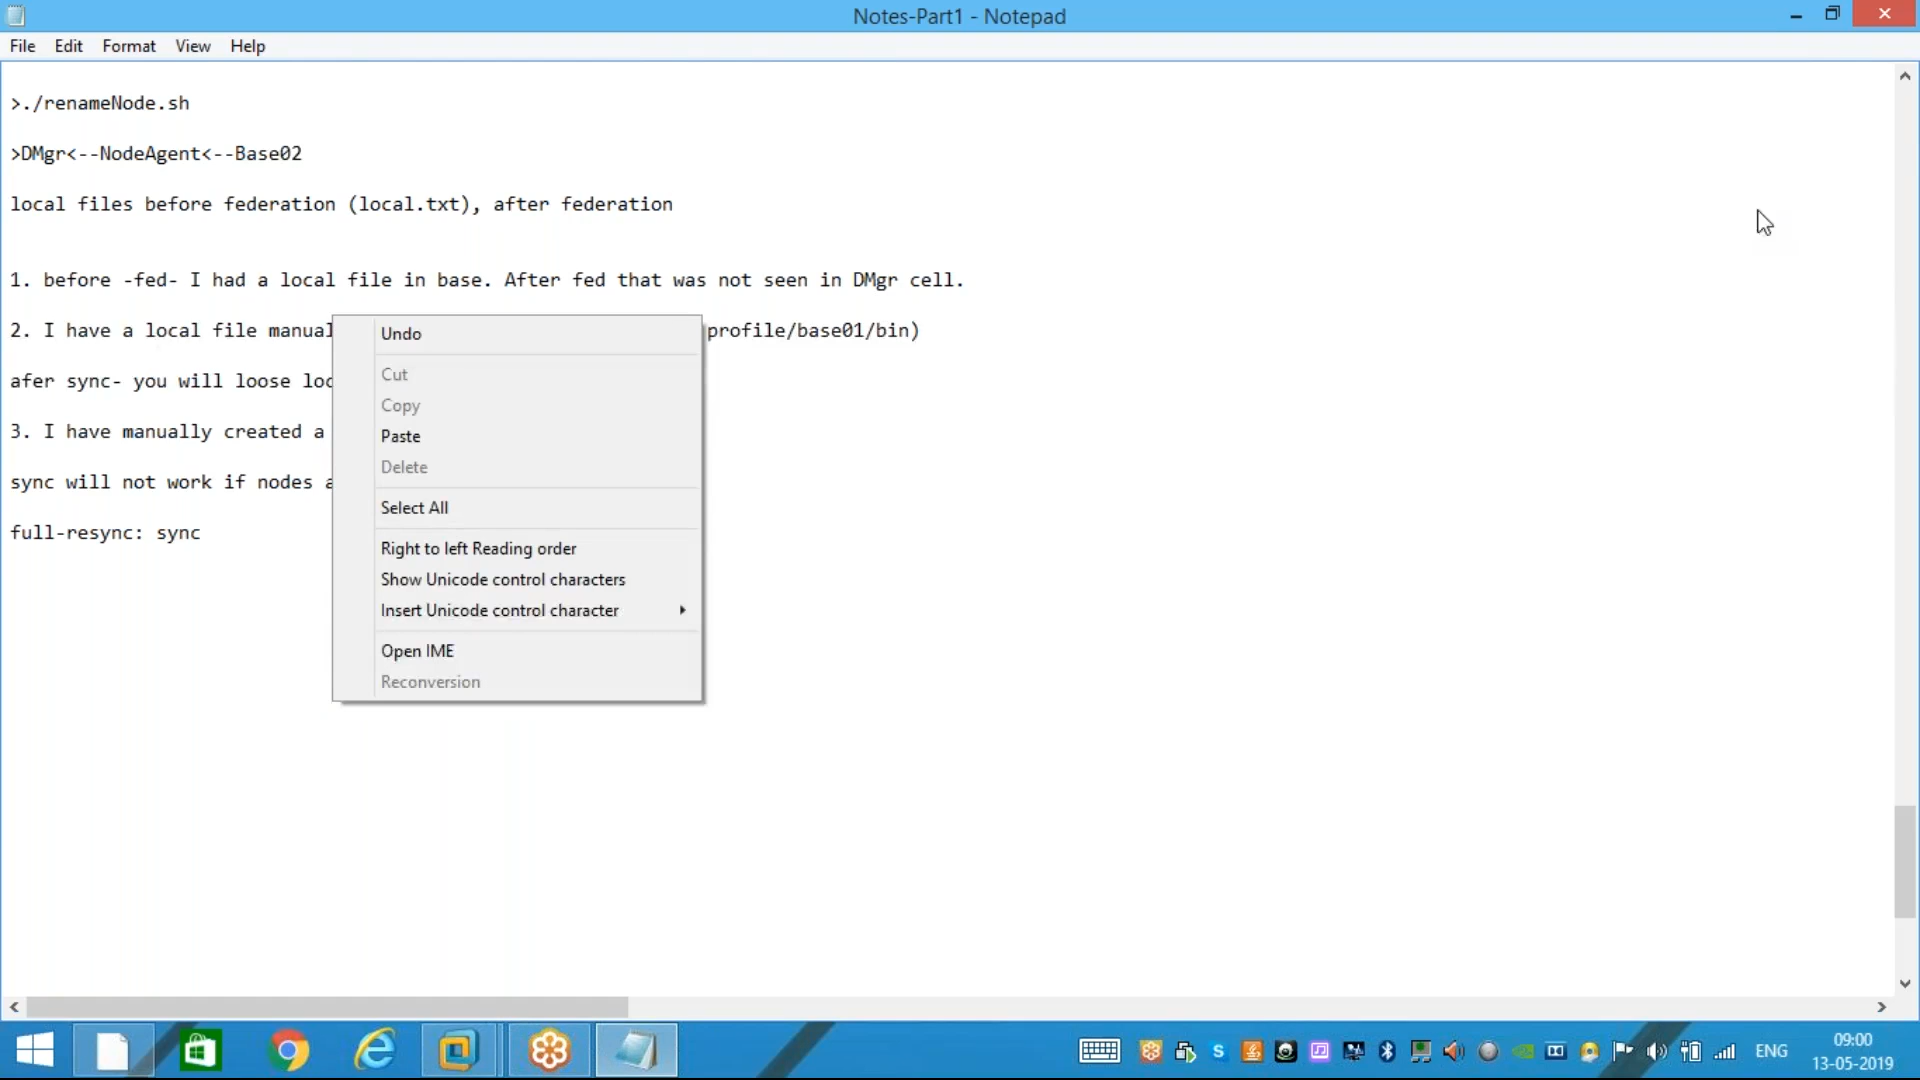 Notes-Part1 - Notepad
File Edit Format View Help
>./renameNode.sh
>DMgr<--NodeAgent<--Base02
local files before federation (local.txt), after federation
1. before -fed- I had a local file in base. After fed that was not seen in DMgr cell.
2. I have a local file manual profile/base01/bin)
afer sync- you will loose loc
3. I have manually created a
sync will not work if nodes a
full-resync: sync
Undo
Cut
Copy
Paste
Delete
Select All
Right to left Reading order
Show Unicode control characters
Insert Unicode control character
Open IME
Reconversion
ENG
09:00
13-05-2019